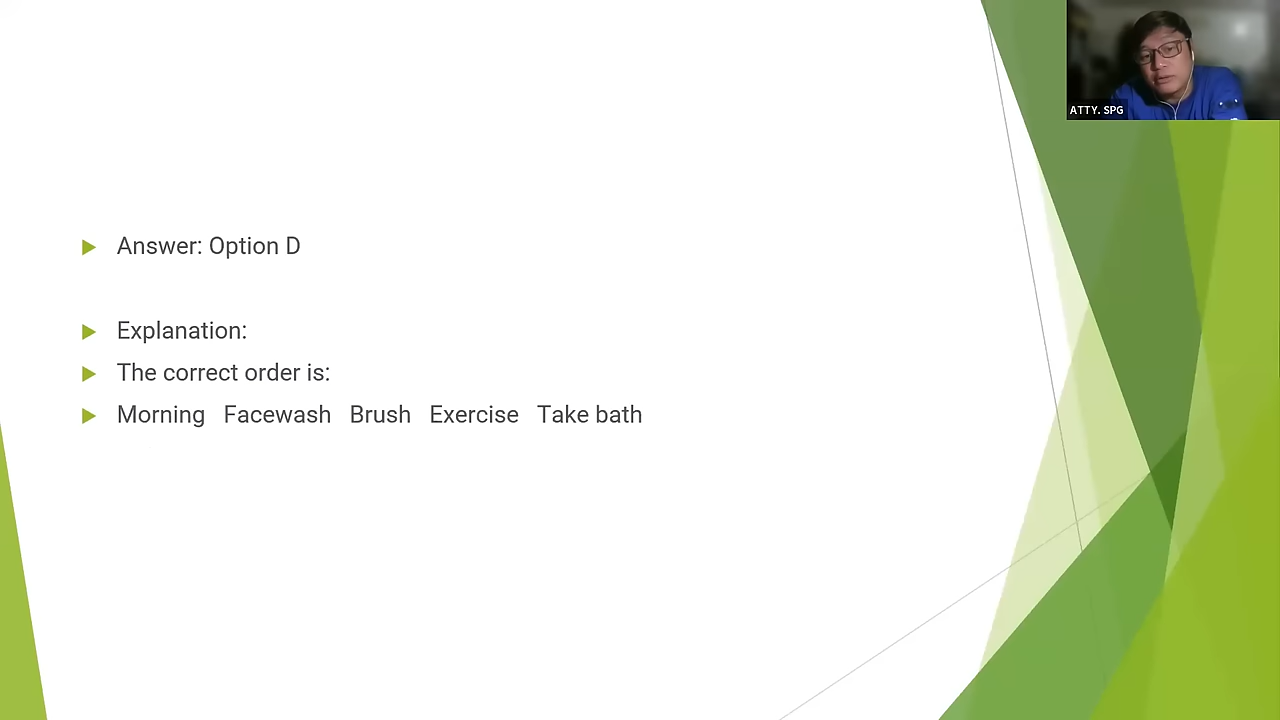 ATTY. SPG
Answer: Option D
Explanation:
The correct order is:
Morning Facewash Brush Exercise Take bath